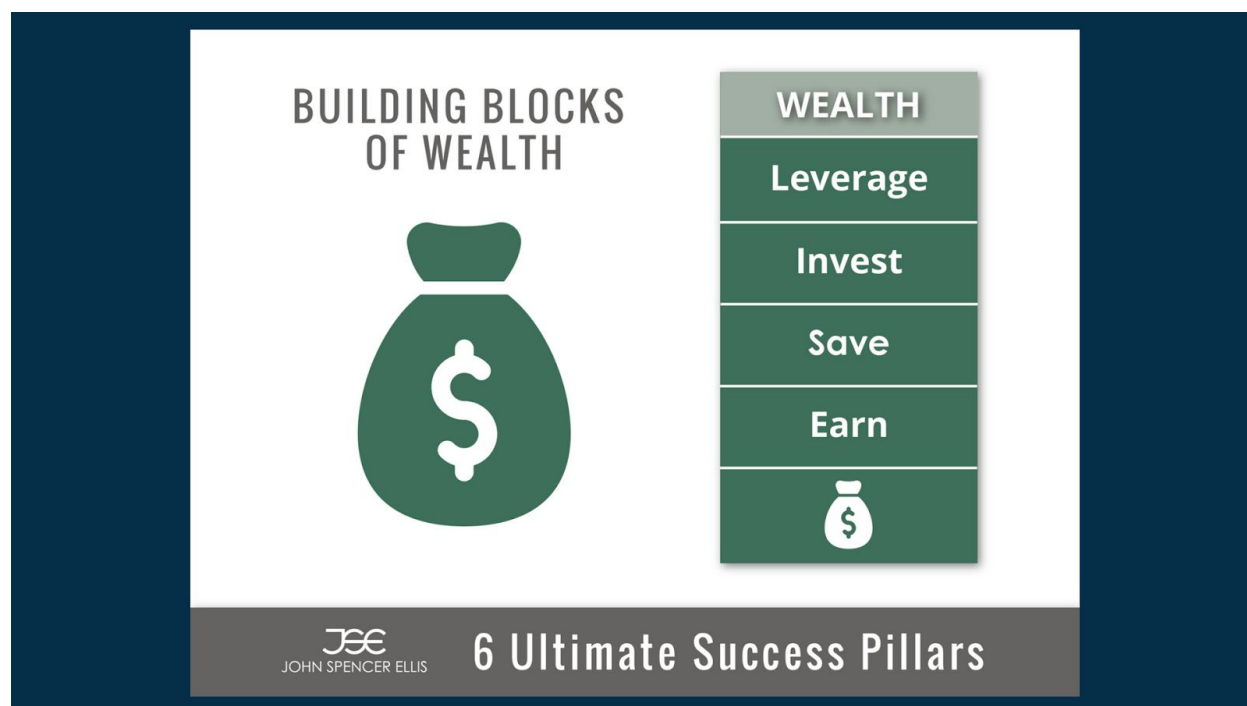 BUILDING BLOCKS
OF WEALTH
$
WEALTH
Leverage
Invest
Save
Earn
$
JSE
JOHN SPENCER ELLIS
6 Ultimate Success Pillars